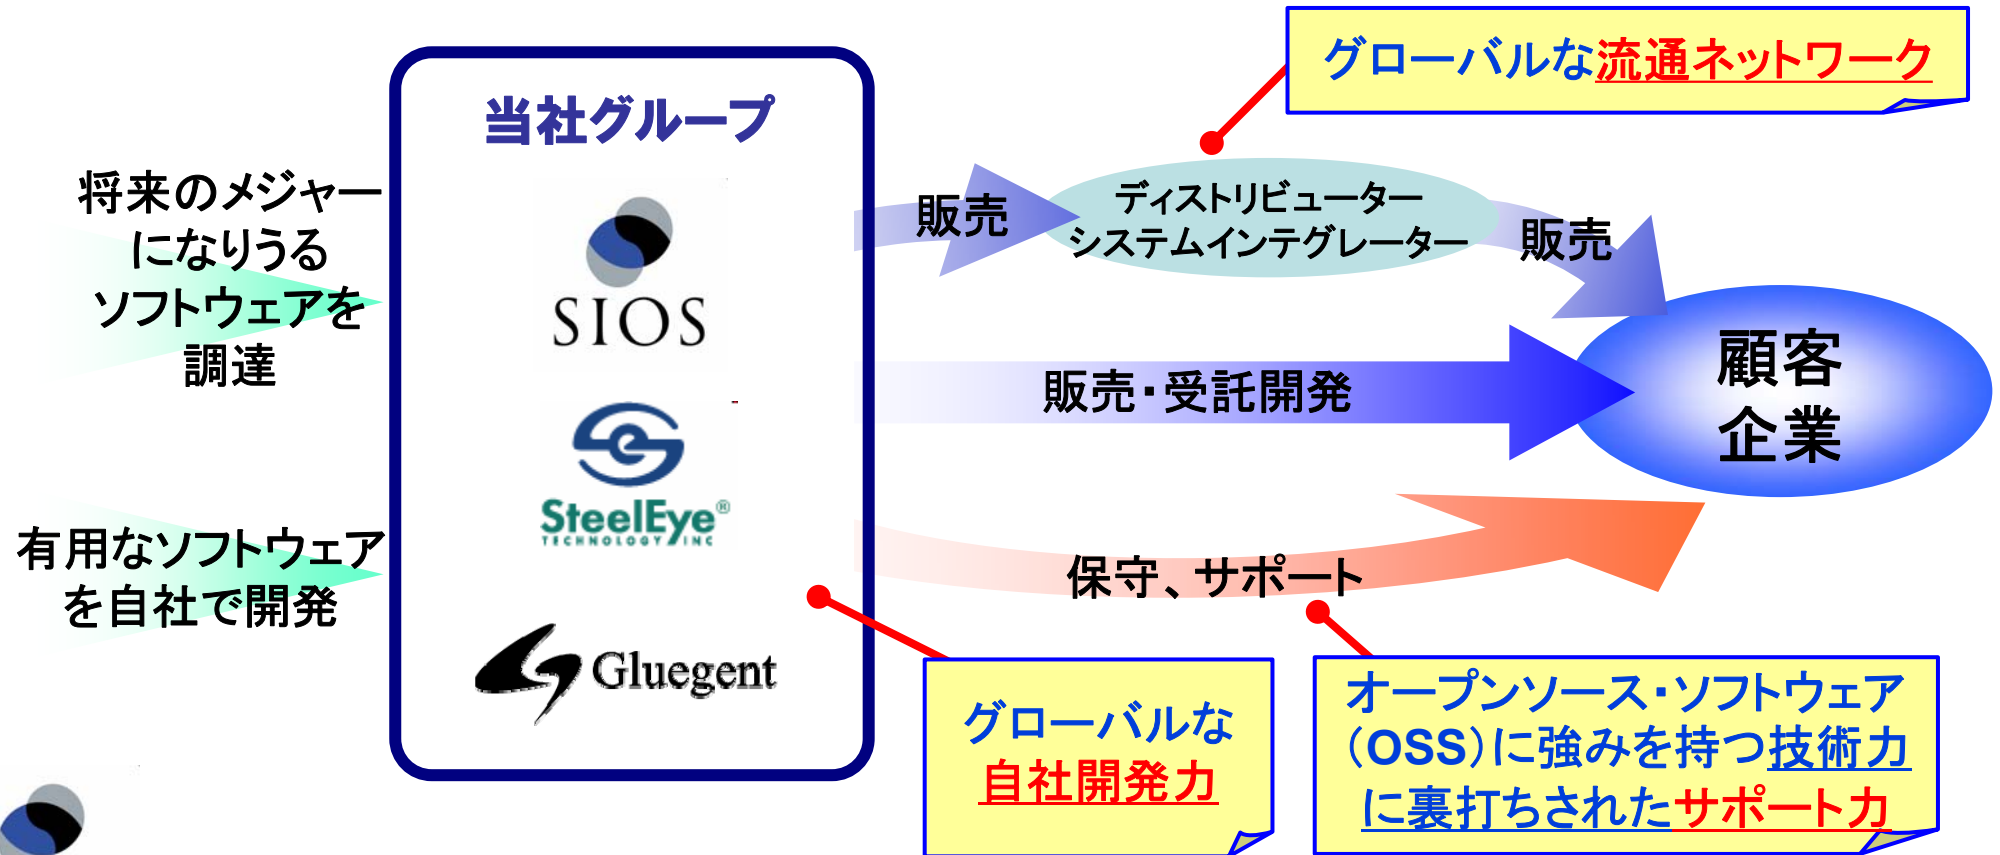 グローバルな流通ネットワーク
当社グループ
将来のメジャー
になりうる
ソフトウェアを
調達
SIOS
販売
ディストリビューター
システムインテグレーター
販売
販売・受託開発
顧客
企業
SteelEye®
TECHNOLOGY INC
有用なソフトウェア
を自社で開発
保守、サポート
Gluegent
グローバルな
自社開発力
オープンソース・ソフトウェア
(OSS)に強みを持つ技術力
に裏打ちされたサポート力